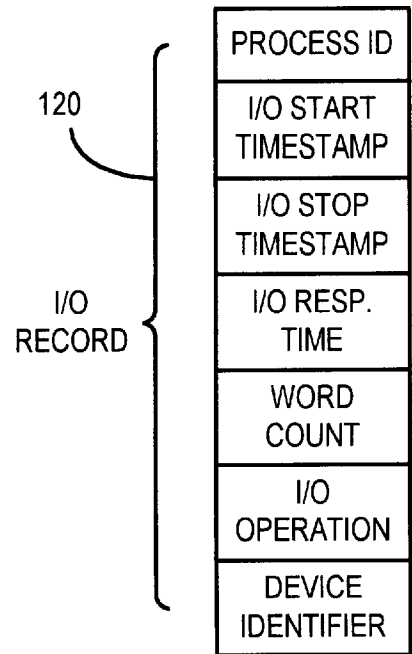 PROCESS ID
120
I/O START
TIMESTAMP
I/O STOP
TIMESTAMP
I/O
RECORD
I/O RESP.
TIME
WORD
COUNT
I/O
OPERATION
DEVICE
IDENTIFIER